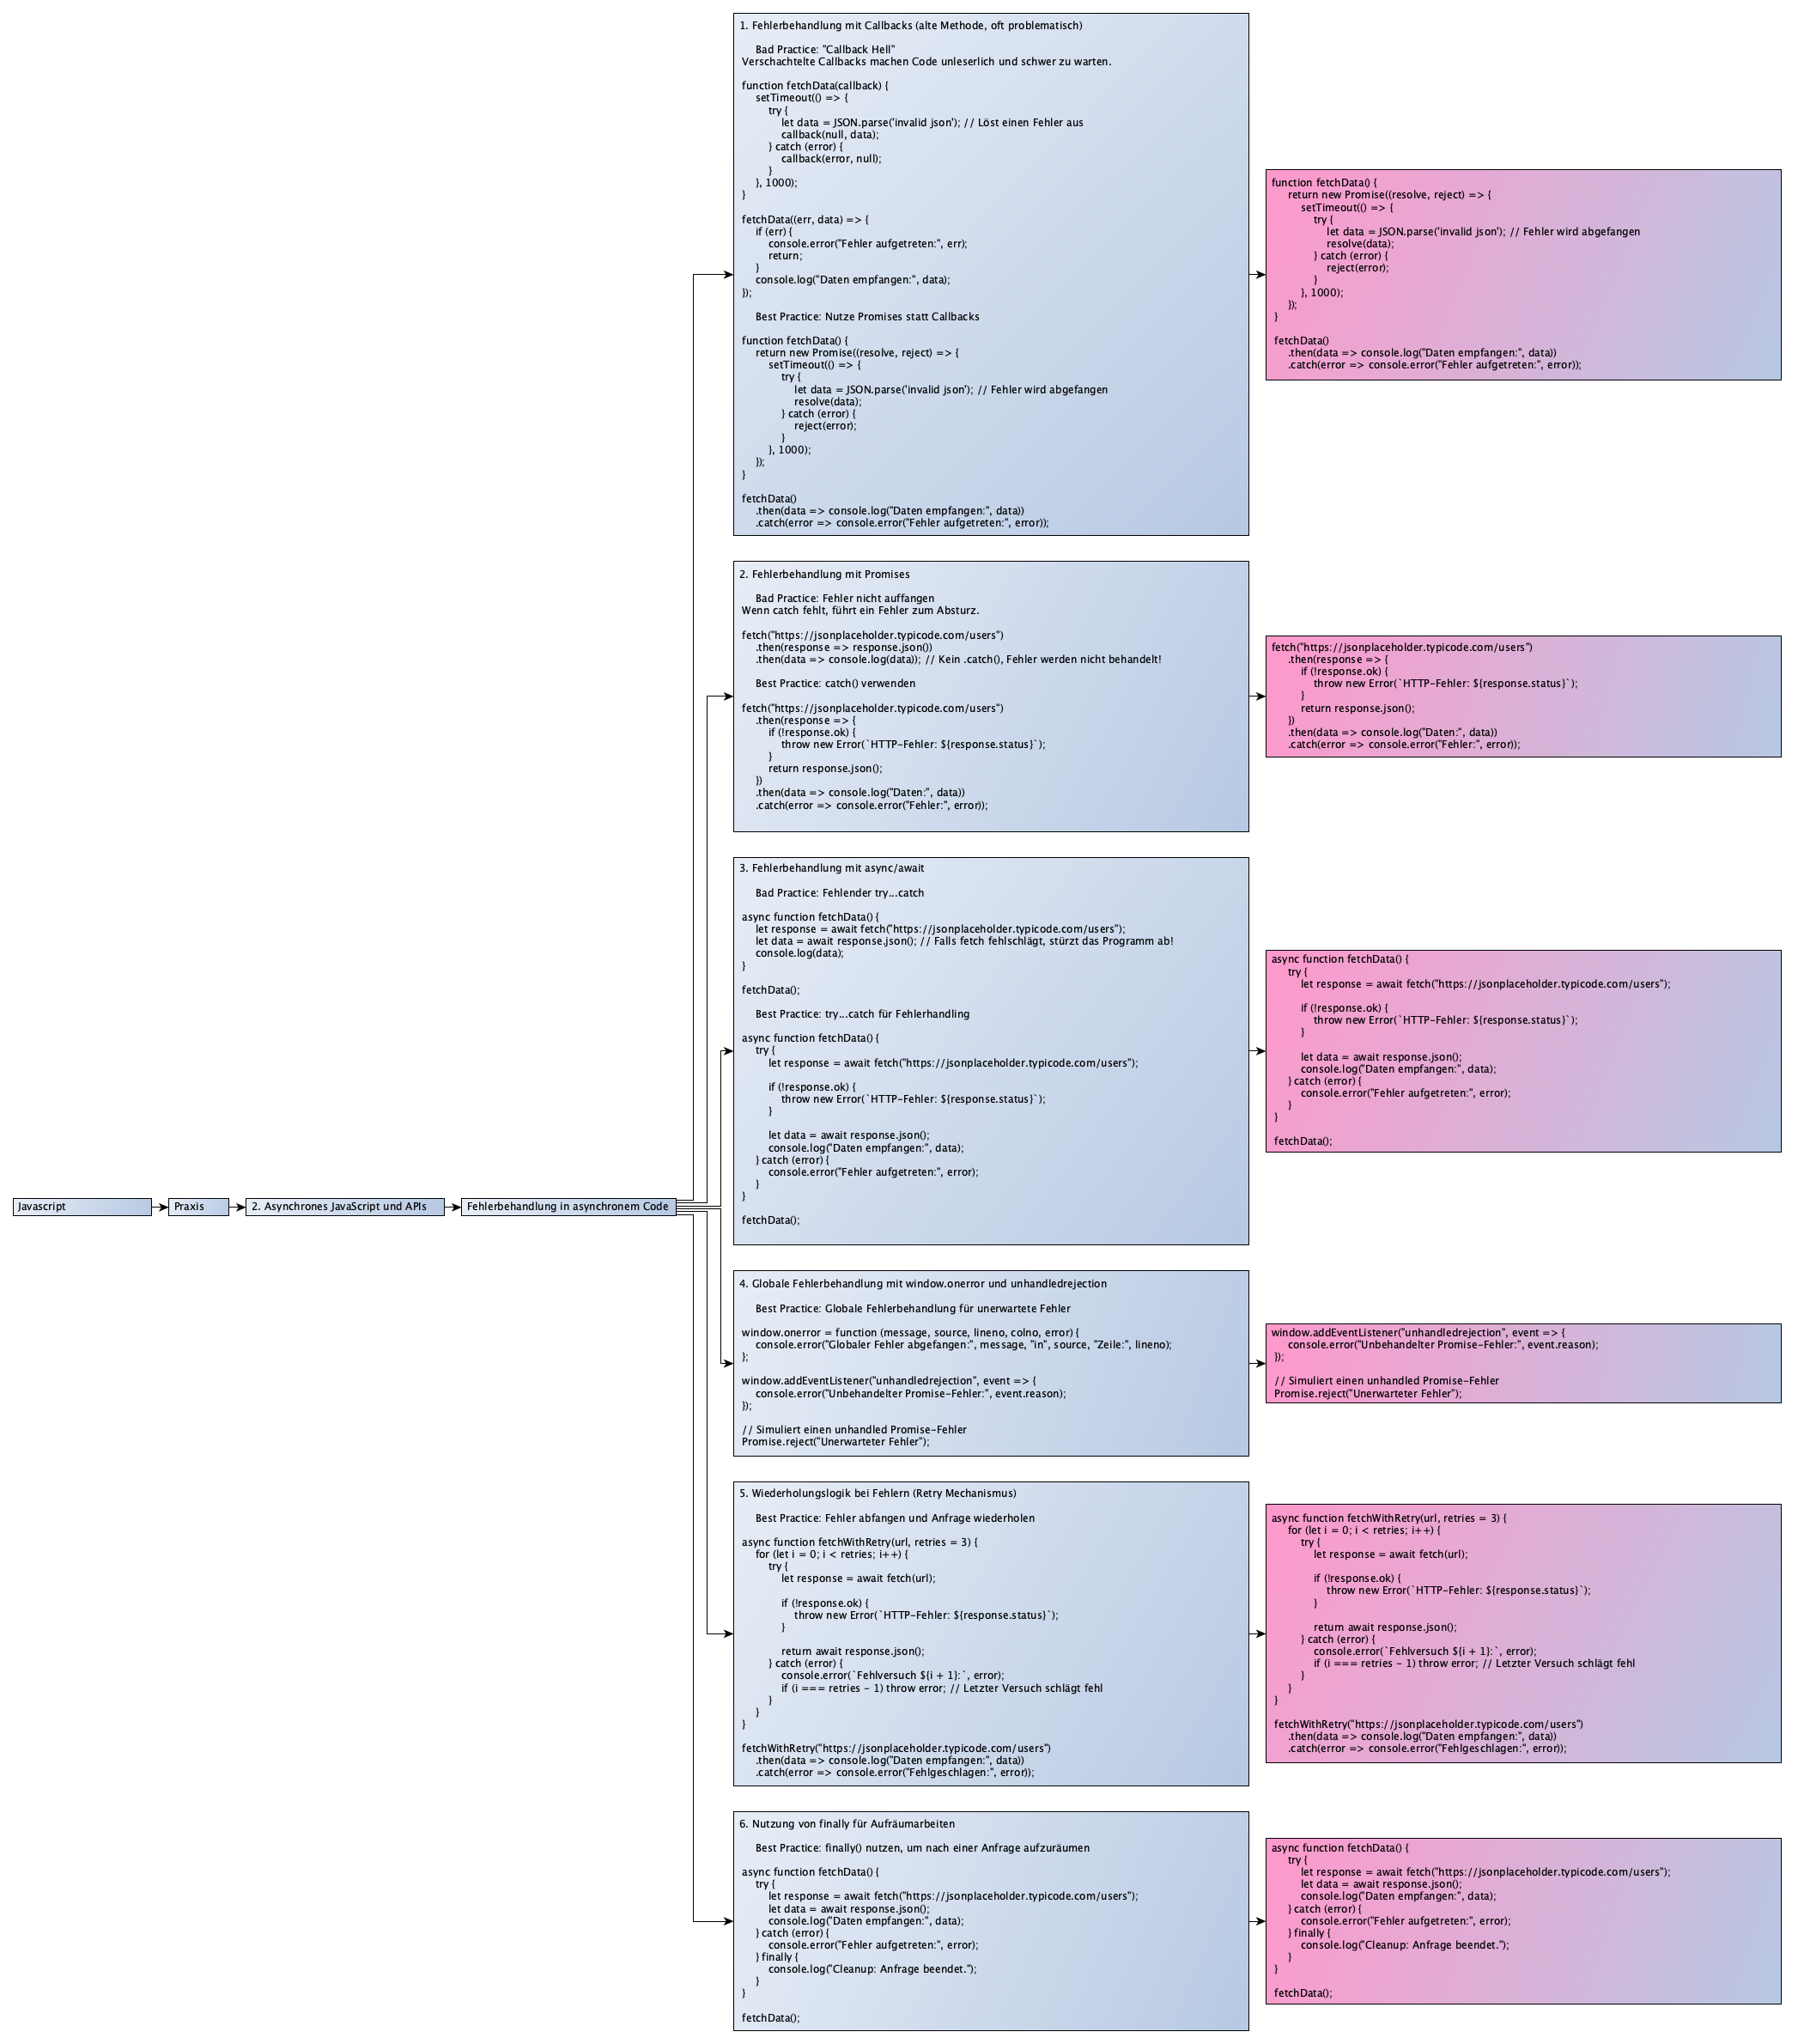 Javascript
Praxis
2. Asynchrones JavaScript und APIs
Fehlerbehandlung in asynchronem Code
1. Fehlerbehandlung mit Callbacks (alte Methode, oft problematisch)
Bad Practice: "Callback Hell"
Verschachtelte Callbacks machen Code unleserlich und schwer zu warten.
function fetchData(callback) {
setTimeout(() => {
try {
let data = JSON.parse('invalid json'); // Löst einen Fehler aus
callback(null, data);
} catch (error) {
callback(error, null);
}
}, 1000);
}
fetchData((err, data) => {
if (err) {
console.error("Fehler aufgetreten:", err);
return;
}
console.log("Daten empfangen:", data);
});
Best Practice: Nutze Promises statt Callbacks
function fetchData() {
return new Promise((resolve, reject) => {
setTimeout(() => {
try {
let data = JSON.parse('invalid json'); // Fehler wird abgefangen
resolve(data);
} catch (error) {
reject(error);
}
}, 1000);
});
}
fetchData()
.then(data => console.log("Daten empfangen:", data))
.catch(error => console.error("Fehler aufgetreten:", error));
function fetchData() {
return new Promise((resolve, reject) => {
setTimeout(() => {
try {
let data = JSON.parse('invalid json'); // Fehler wird abgefangen
resolve(data);
} catch (error) {
reject(error);
}
}, 1000);
});
}
fetchData()
.then(data => console.log("Daten empfangen:", data))
.catch(error => console.error("Fehler aufgetreten:", error));
2. Fehlerbehandlung mit Promises
Bad Practice: Fehler nicht auffangen
Wenn catch fehlt, führt ein Fehler zum Absturz.
fetch("https://jsonplaceholder.typicode.com/users")
.then(response => response.json())
.then(data => console.log(data)); // Kein .catch(), Fehler werden nicht behandelt!
Best Practice: catch() verwenden
fetch("https://jsonplaceholder.typicode.com/users")
.then(response => {
if (!response.ok) {
throw new Error(`HTTP-Fehler: ${response.status}`);
}
return response.json();
})
.then(data => console.log("Daten:", data))
.catch(error => console.error("Fehler:", error));
fetch("https://jsonplaceholder.typicode.com/users")
.then(response => {
if (!response.ok) {
throw new Error(`HTTP-Fehler: ${response.status}`);
}
return response.json();
})
.then(data => console.log("Daten:", data))
.catch(error => console.error("Fehler:", error));
3. Fehlerbehandlung mit async/await
Bad Practice: Fehlender try...catch
async function fetchData() {
let response = await fetch("https://jsonplaceholder.typicode.com/users");
let data = await response.json(); // Falls fetch fehlschlägt, stürzt das Programm ab!
console.log(data);
}
fetchData();
Best Practice: try...catch für Fehlerhandling
async function fetchData() {
try {
let response = await fetch("https://jsonplaceholder.typicode.com/users");
if (!response.ok) {
throw new Error(`HTTP-Fehler: ${response.status}`);
}
let data = await response.json();
console.log("Daten empfangen:", data);
} catch (error) {
console.error("Fehler aufgetreten:", error);
}
}
fetchData();
async function fetchData() {
try {
let response = await fetch("https://jsonplaceholder.typicode.com/users");
if (!response.ok) {
throw new Error(`HTTP-Fehler: ${response.status}`);
}
let data = await response.json();
console.log("Daten empfangen:", data);
} catch (error) {
console.error("Fehler aufgetreten:", error);
}
}
fetchData();
4. Globale Fehlerbehandlung mit window.onerror und unhandledrejection
Best Practice: Globale Fehlerbehandlung für unerwartete Fehler
window.onerror = function (message, source, lineno, colno, error) {
console.error("Globaler Fehler abgefangen:", message, "in", source, "Zeile:", lineno);
};
window.addEventListener("unhandledrejection", event => {
console.error("Unbehandelter Promise-Fehler:", event.reason);
});
// Simuliert einen unhandled Promise-Fehler
Promise.reject("Unerwarteter Fehler");
window.addEventListener("unhandledrejection", event => {
console.error("Unbehandelter Promise-Fehler:", event.reason);
});
// Simuliert einen unhandled Promise-Fehler
Promise.reject("Unerwarteter Fehler");
5. Wiederholungslogik bei Fehlern (Retry Mechanismus)
Best Practice: Fehler abfangen und Anfrage wiederholen
async function fetchWithRetry(url, retries = 3) {
for (let i = 0; i < retries; i++) {
try {
let response = await fetch(url);
if (!response.ok) {
throw new Error(`HTTP-Fehler: ${response.status}`);
}
return await response.json();
} catch (error) {
console.error(`Fehlversuch ${i + 1}:`, error);
if (i === retries - 1) throw error; // Letzter Versuch schlägt fehl
}
}
}
fetchWithRetry("https://jsonplaceholder.typicode.com/users")
.then(data => console.log("Daten empfangen:", data))
.catch(error => console.error("Fehlgeschlagen:", error));
async function fetchWithRetry(url, retries = 3) {
for (let i = 0; i < retries; i++) {
try {
let response = await fetch(url);
if (!response.ok) {
throw new Error(`HTTP-Fehler: ${response.status}`);
}
return await response.json();
} catch (error) {
console.error(`Fehlversuch ${i + 1}:`, error);
if (i === retries - 1) throw error; // Letzter Versuch schlägt fehl
}
}
}
fetchWithRetry("https://jsonplaceholder.typicode.com/users")
.then(data => console.log("Daten empfangen:", data))
.catch(error => console.error("Fehlgeschlagen:", error));
6. Nutzung von finally für Aufräumarbeiten
Best Practice: finally() nutzen, um nach einer Anfrage aufzuräumen
async function fetchData() {
try {
let response = await fetch("https://jsonplaceholder.typicode.com/users");
let data = await response.json();
console.log("Daten empfangen:", data);
} catch (error) {
console.error("Fehler aufgetreten:", error);
} finally {
console.log("Cleanup: Anfrage beendet.");
}
}
fetchData();
async function fetchData() {
try {
let response = await fetch("https://jsonplaceholder.typicode.com/users");
let data = await response.json();
console.log("Daten empfangen:", data);
} catch (error) {
console.error("Fehler aufgetreten:", error);
} finally {
console.log("Cleanup: Anfrage beendet.");
}
}
fetchData();